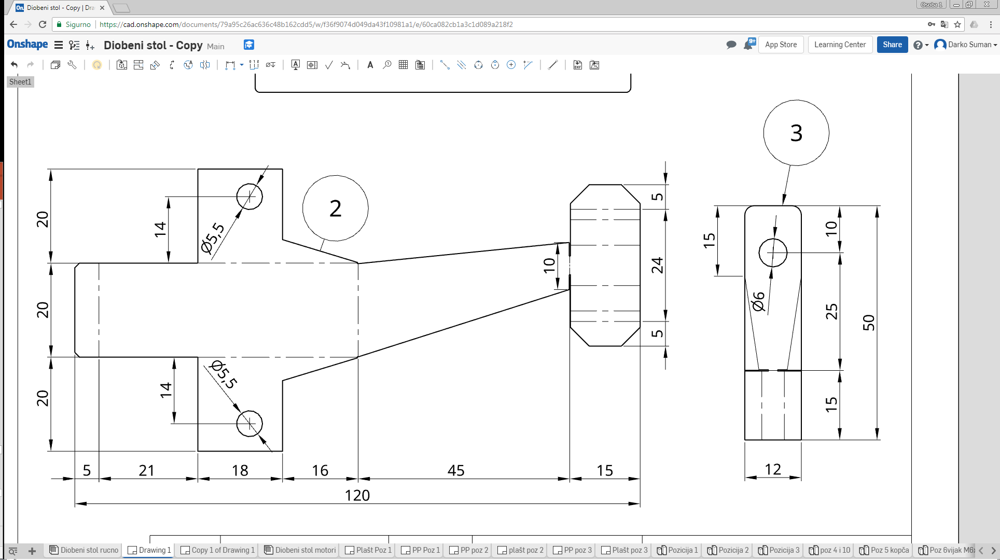 Diobeni stol - Copy | Dra
Osoba 1
Sigurno
https://cad.onshape.com/documents/79a95c26ac636c48b162cdd5/w/f36f9074d049da43f10981a1/e/60ca082cb1a3c1d089a218f2
Onshape
Diobeni stol - Copy
Main
9+
App Store
Learning Center
Share
Darko Suman
Sheet1
3
2
20
14
Ø5,5
20
20
14
Ø5,5
10
5
24
5
15
Ø6
10
25
15
50
5
21
18
16
45
15
12
120
Diobeni stol rucno
Drawing 1
Copy 1 of Drawing 1
Diobeni stol motori
Plašt Poz 1
PP Poz 1
PP poz 2
plašt poz 2
PP poz 3
Plašt poz 3
Pozicija 1
Pozicija 2
Pozicija 3
poz 4 i 10
Poz 5 kopča
Poz 6vijak M6x